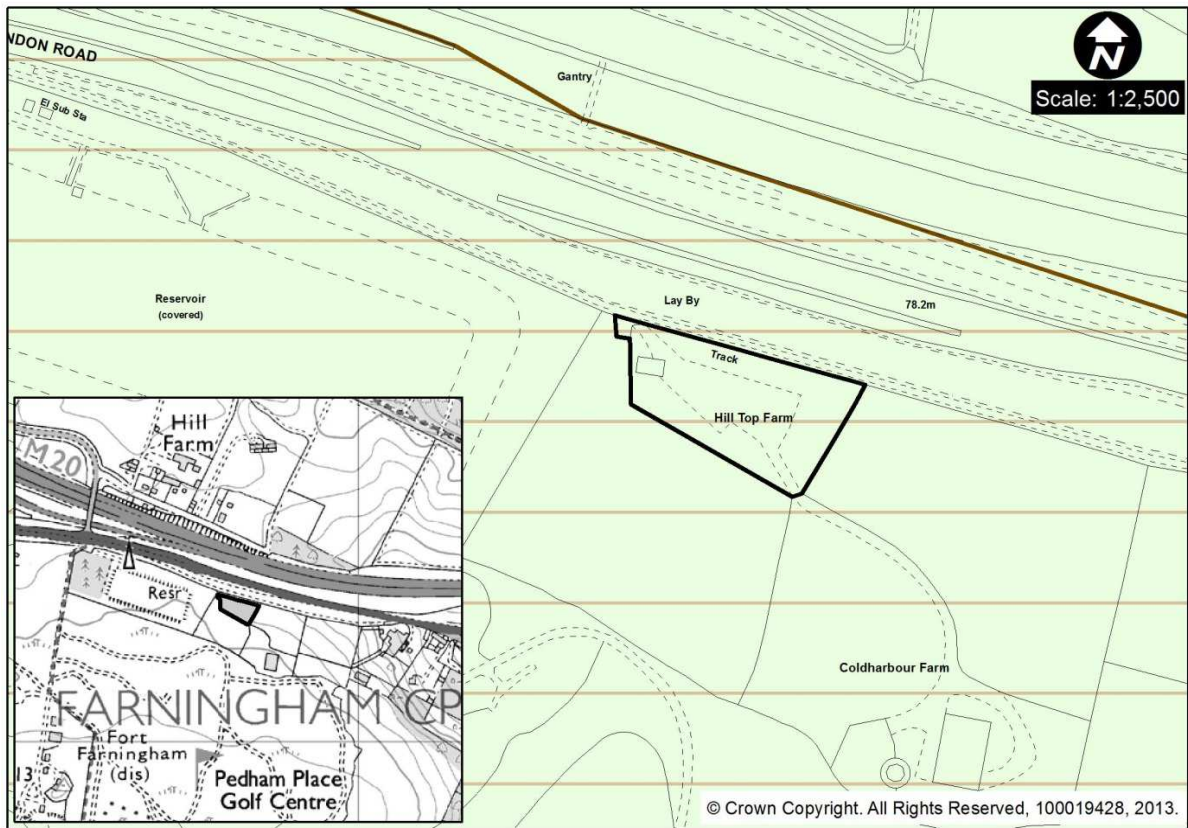 NDON ROAD
Gantry
N
Scale: 1:2,500
El Sub Sta
Reservoir
(covered)
Lay By
78.2m
Track
Hill Top Farm
Coldharbour Farm
Hill
Farm
M 20
Resr
FARNINGHAM CP
Fort
Farningham
(dis)
13
Pedham Place
Golf Centre
© Crown Copyright. All Rights Reserved, 100019428, 2013.